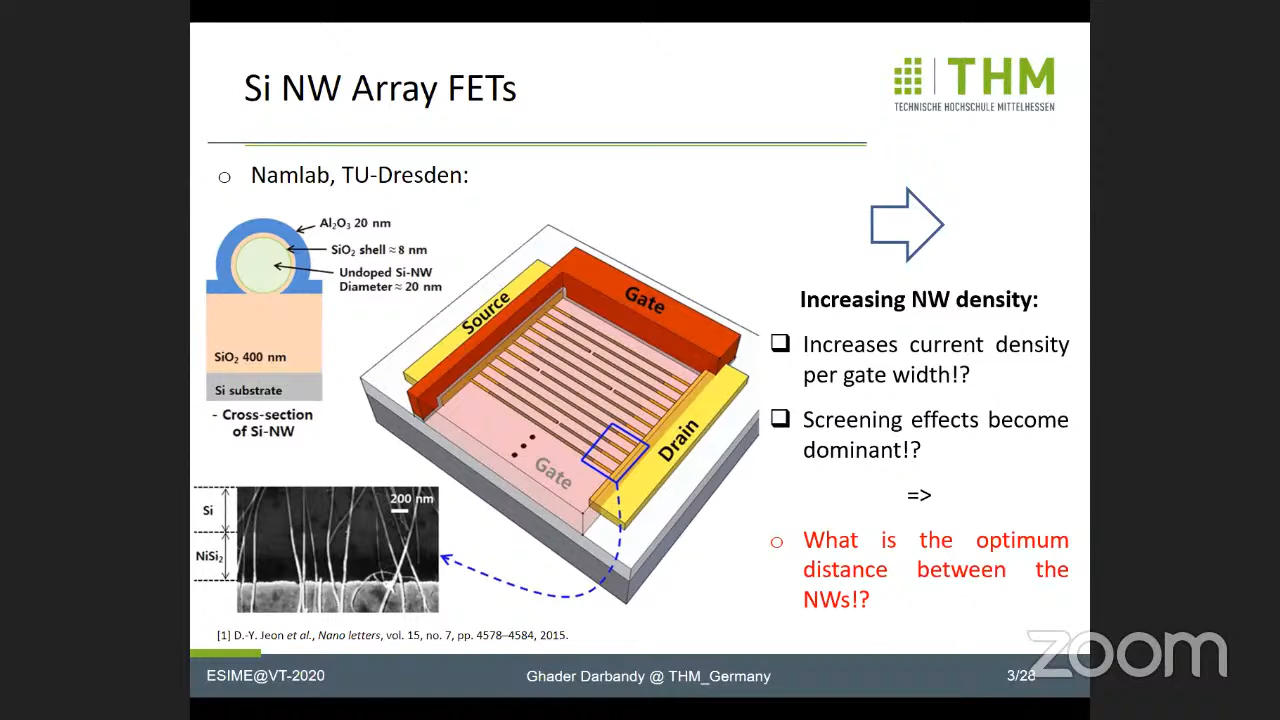 Si NW Array FETs
THM
TECHNISCHE HOCHSCHULE MITTELHESSEN
Namlab, TU-Dresden:
Al2O3 20 nm
SiO2 shell ≈ 8 nm
Undoped Si-NW
Diameter ≈ 20 nm
SiO2 400 nm
Si substrate
- Cross-section
of Si-NW
Source
Gate
Drain
Gate
200 nm
Si
NiSi2
Increasing NW density:
Increases current density
per gate width!?
Screening effects become
dominant!?
=>
What is the optimum
distance between the
NWs!?
[1] D.-Y. Jeon et al., Nano letters, vol. 15, no. 7, pp. 4578–4584, 2015.
ESIME@VT-2020
Ghader Darbandy @ THM_Germany
3/28
zoom